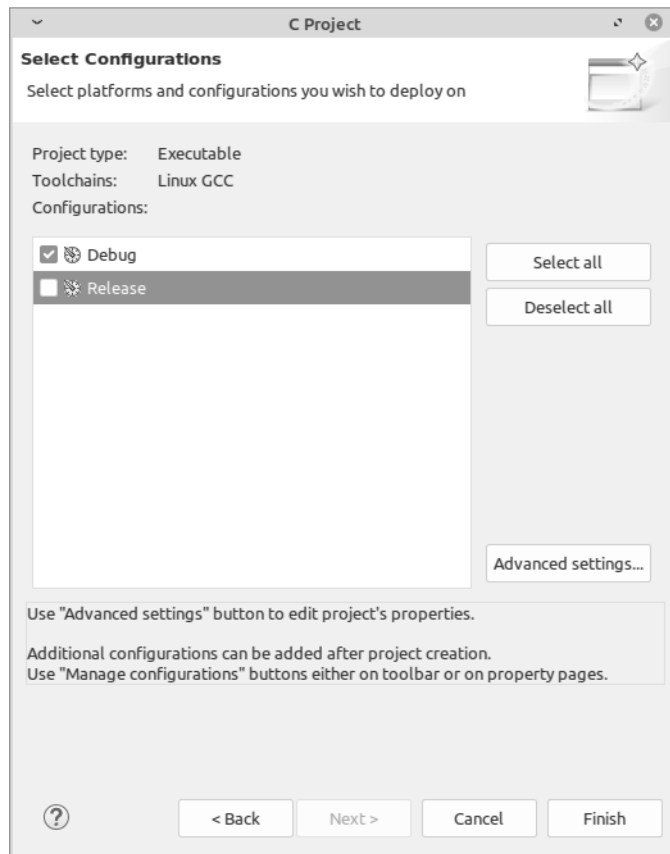 C Project
Select Configurations
Select platforms and configurations you wish to deploy on
Project type: Executable
Toolchains: Linux GCC
Configurations:
Debug
Release
Select all
Deselect all
Advanced settings...
Use "Advanced settings" button to edit project's properties.
Additional configurations can be added after project creation.
Use "Manage configurations" buttons either on toolbar or on property pages.
?
< Back
Next >
Cancel
Finish